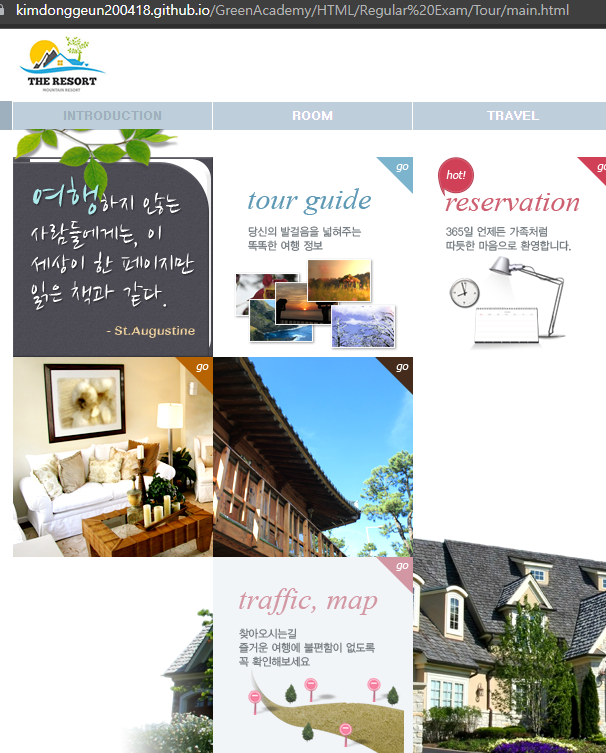 kimdonggeun200418.github.io/GreenAcademy/HTML/Regular%20Exam/Tour/main.html
THE RESORT
MOUNTAIN RESORT
INTRODUCTION ROOM TRAVEL
여행하지 않는
사람들에게는, 이
세상이 한 페이지만
읽은 책과 같다.
- St.Augustine
go
tour guide
당신의 발걸음을 넓혀주는
똑똑한 여행 정보
go
hot!
reservation
365일 언제든 가족처럼
따뜻한 마음으로 환영합니다.
go
go
go
traffic, map
찾아오시는길
즐거운 여행에 불편함이 없도록
꼭 확인해보세요